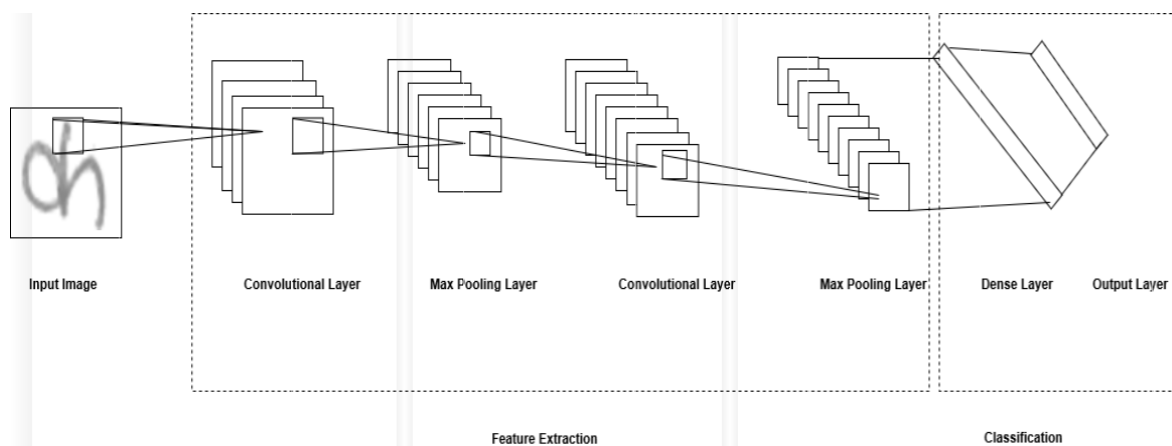 Input Image
Convolutional Layer
Max Pooling Layer
Convolutional Layer
Max Pooling Layer
Dense Layer
Output Layer
Feature Extraction
Classification